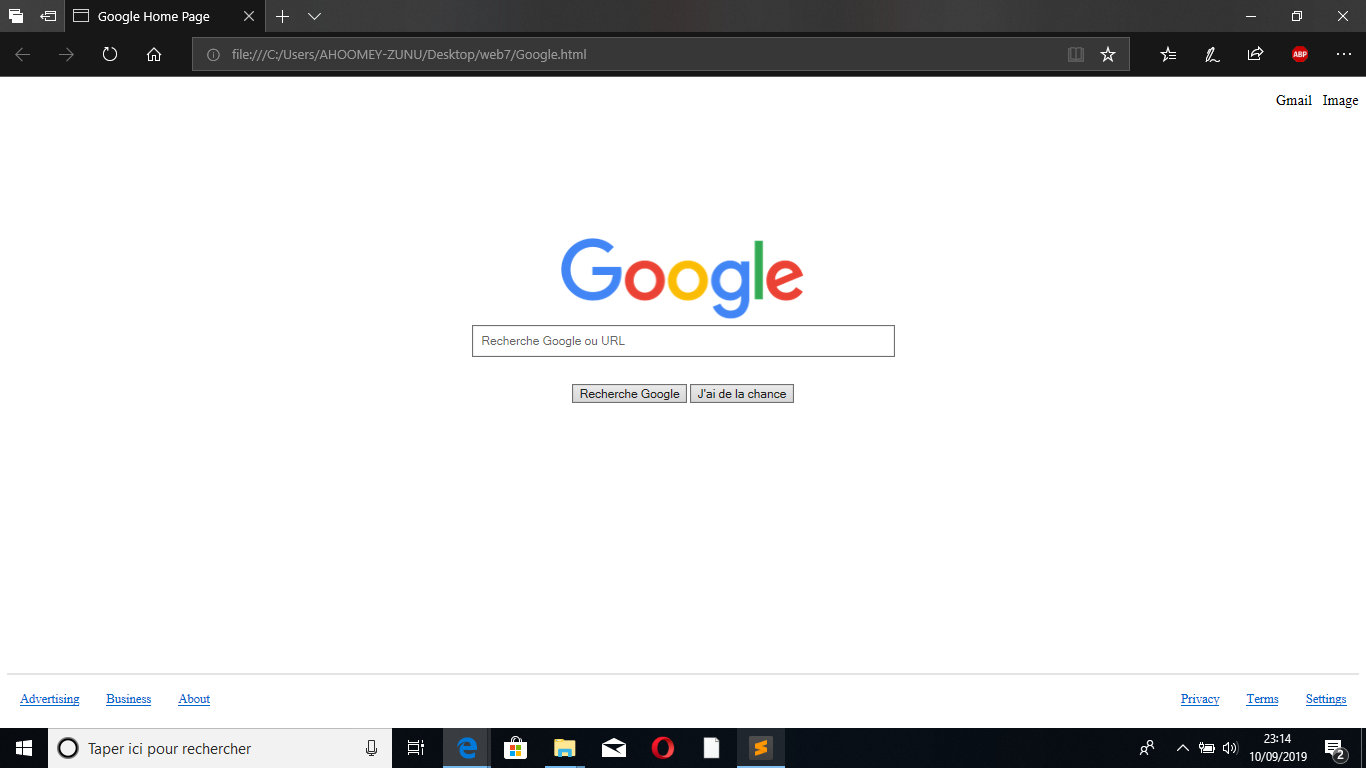 Google Home Page
file:///C:/Users/AHOOMEY-ZUNU/Desktop/web7/Google.html
ABP
Gmail Image
Google
Recherche Google ou URL
Recherche Google J'ai de la chance
Advertising Business About Privacy Terms Settings
Taper ici pour rechercher
23:14
10/09/2019
2